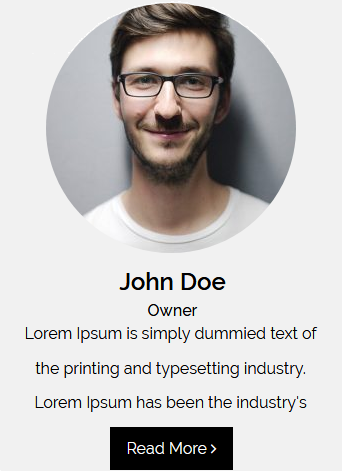 John Doe
Owner
Lorem Ipsum is simply dummied text of
the printing and typesetting industry.
Lorem Ipsum has been the industry's
Read More >